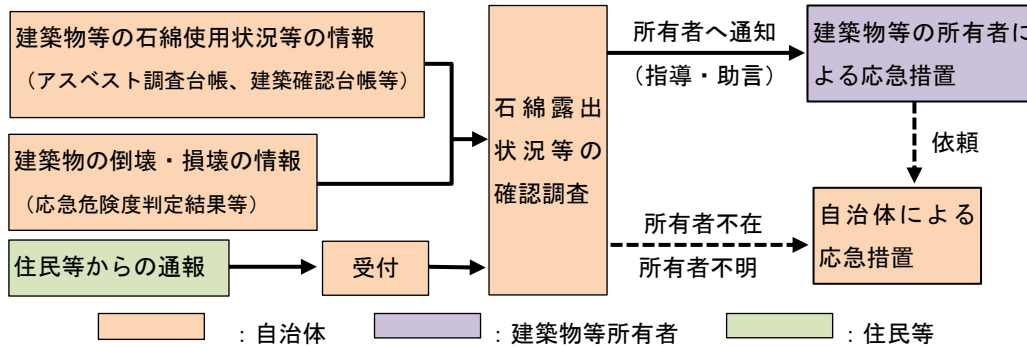 建築物等の石綿使用状況等の情報
（アスベスト調査台帳、建築確認台帳等）
建築物の倒壊・損壊の情報
（応急危険度判定結果等）
住民等からの通報
受付
石綿露出
状況等の
確認調査
所有者へ通知
（指導・助言）
所有者不在
所有者不明
建築物等の所有者に
よる応急措置
依頼
自治体による
応急措置
：自治体
：建築物等所有者
：住民等